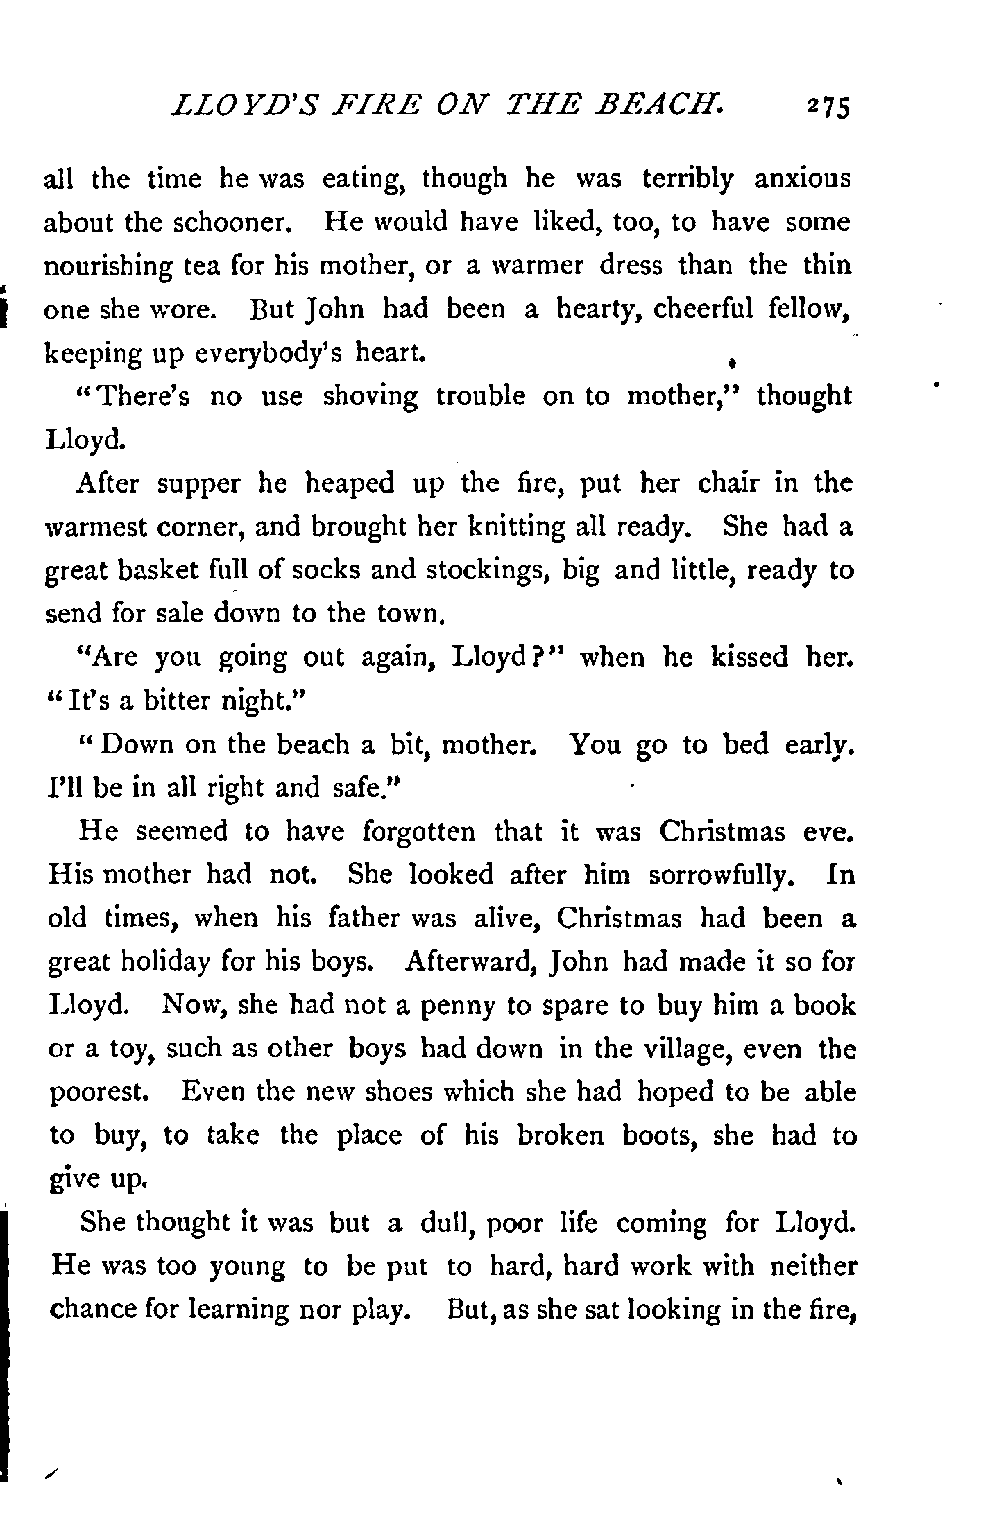 LLOYD'S FIRE ON THE BEACH. 275
all the time he was eating, though he was terribly anxious
about the schooner. He would have liked, too, to have some
nourishing tea for his mother, or a warmer dress than the thin
one she wore. But John had been a hearty, cheerful fellow,
keeping up everybody's heart.
"There's no use shoving trouble on to mother," thought
Lloyd.
After supper he heaped up the fire, put her chair in the
warmest corner, and brought her knitting all ready. She had a
great basket full of socks and stockings, big and little, ready to
send for sale down to the town.
"Are you going out again, Lloyd?" when he kissed her.
"It's a bitter night."
"Down on the beach a bit, mother. You go to bed early.
I'll be in all right and safe."
He seemed to have forgotten that it was Christmas eve.
His mother had not. She looked after him sorrowfully. In
old times, when his father was alive, Christmas had been a
great holiday for his boys. Afterward, John had made it so for
Lloyd. Now, she had not a penny to spare to buy him a book
or a toy, such as other boys had down in the village, even the
poorest. Even the new shoes which she had hoped to be able
to buy, to take the place of his broken boots, she had to
give up.
She thought it was but a dull, poor life coming for Lloyd.
He was too young to be put to hard, hard work with neither
chance for learning nor play. But, as she sat looking in the fire,